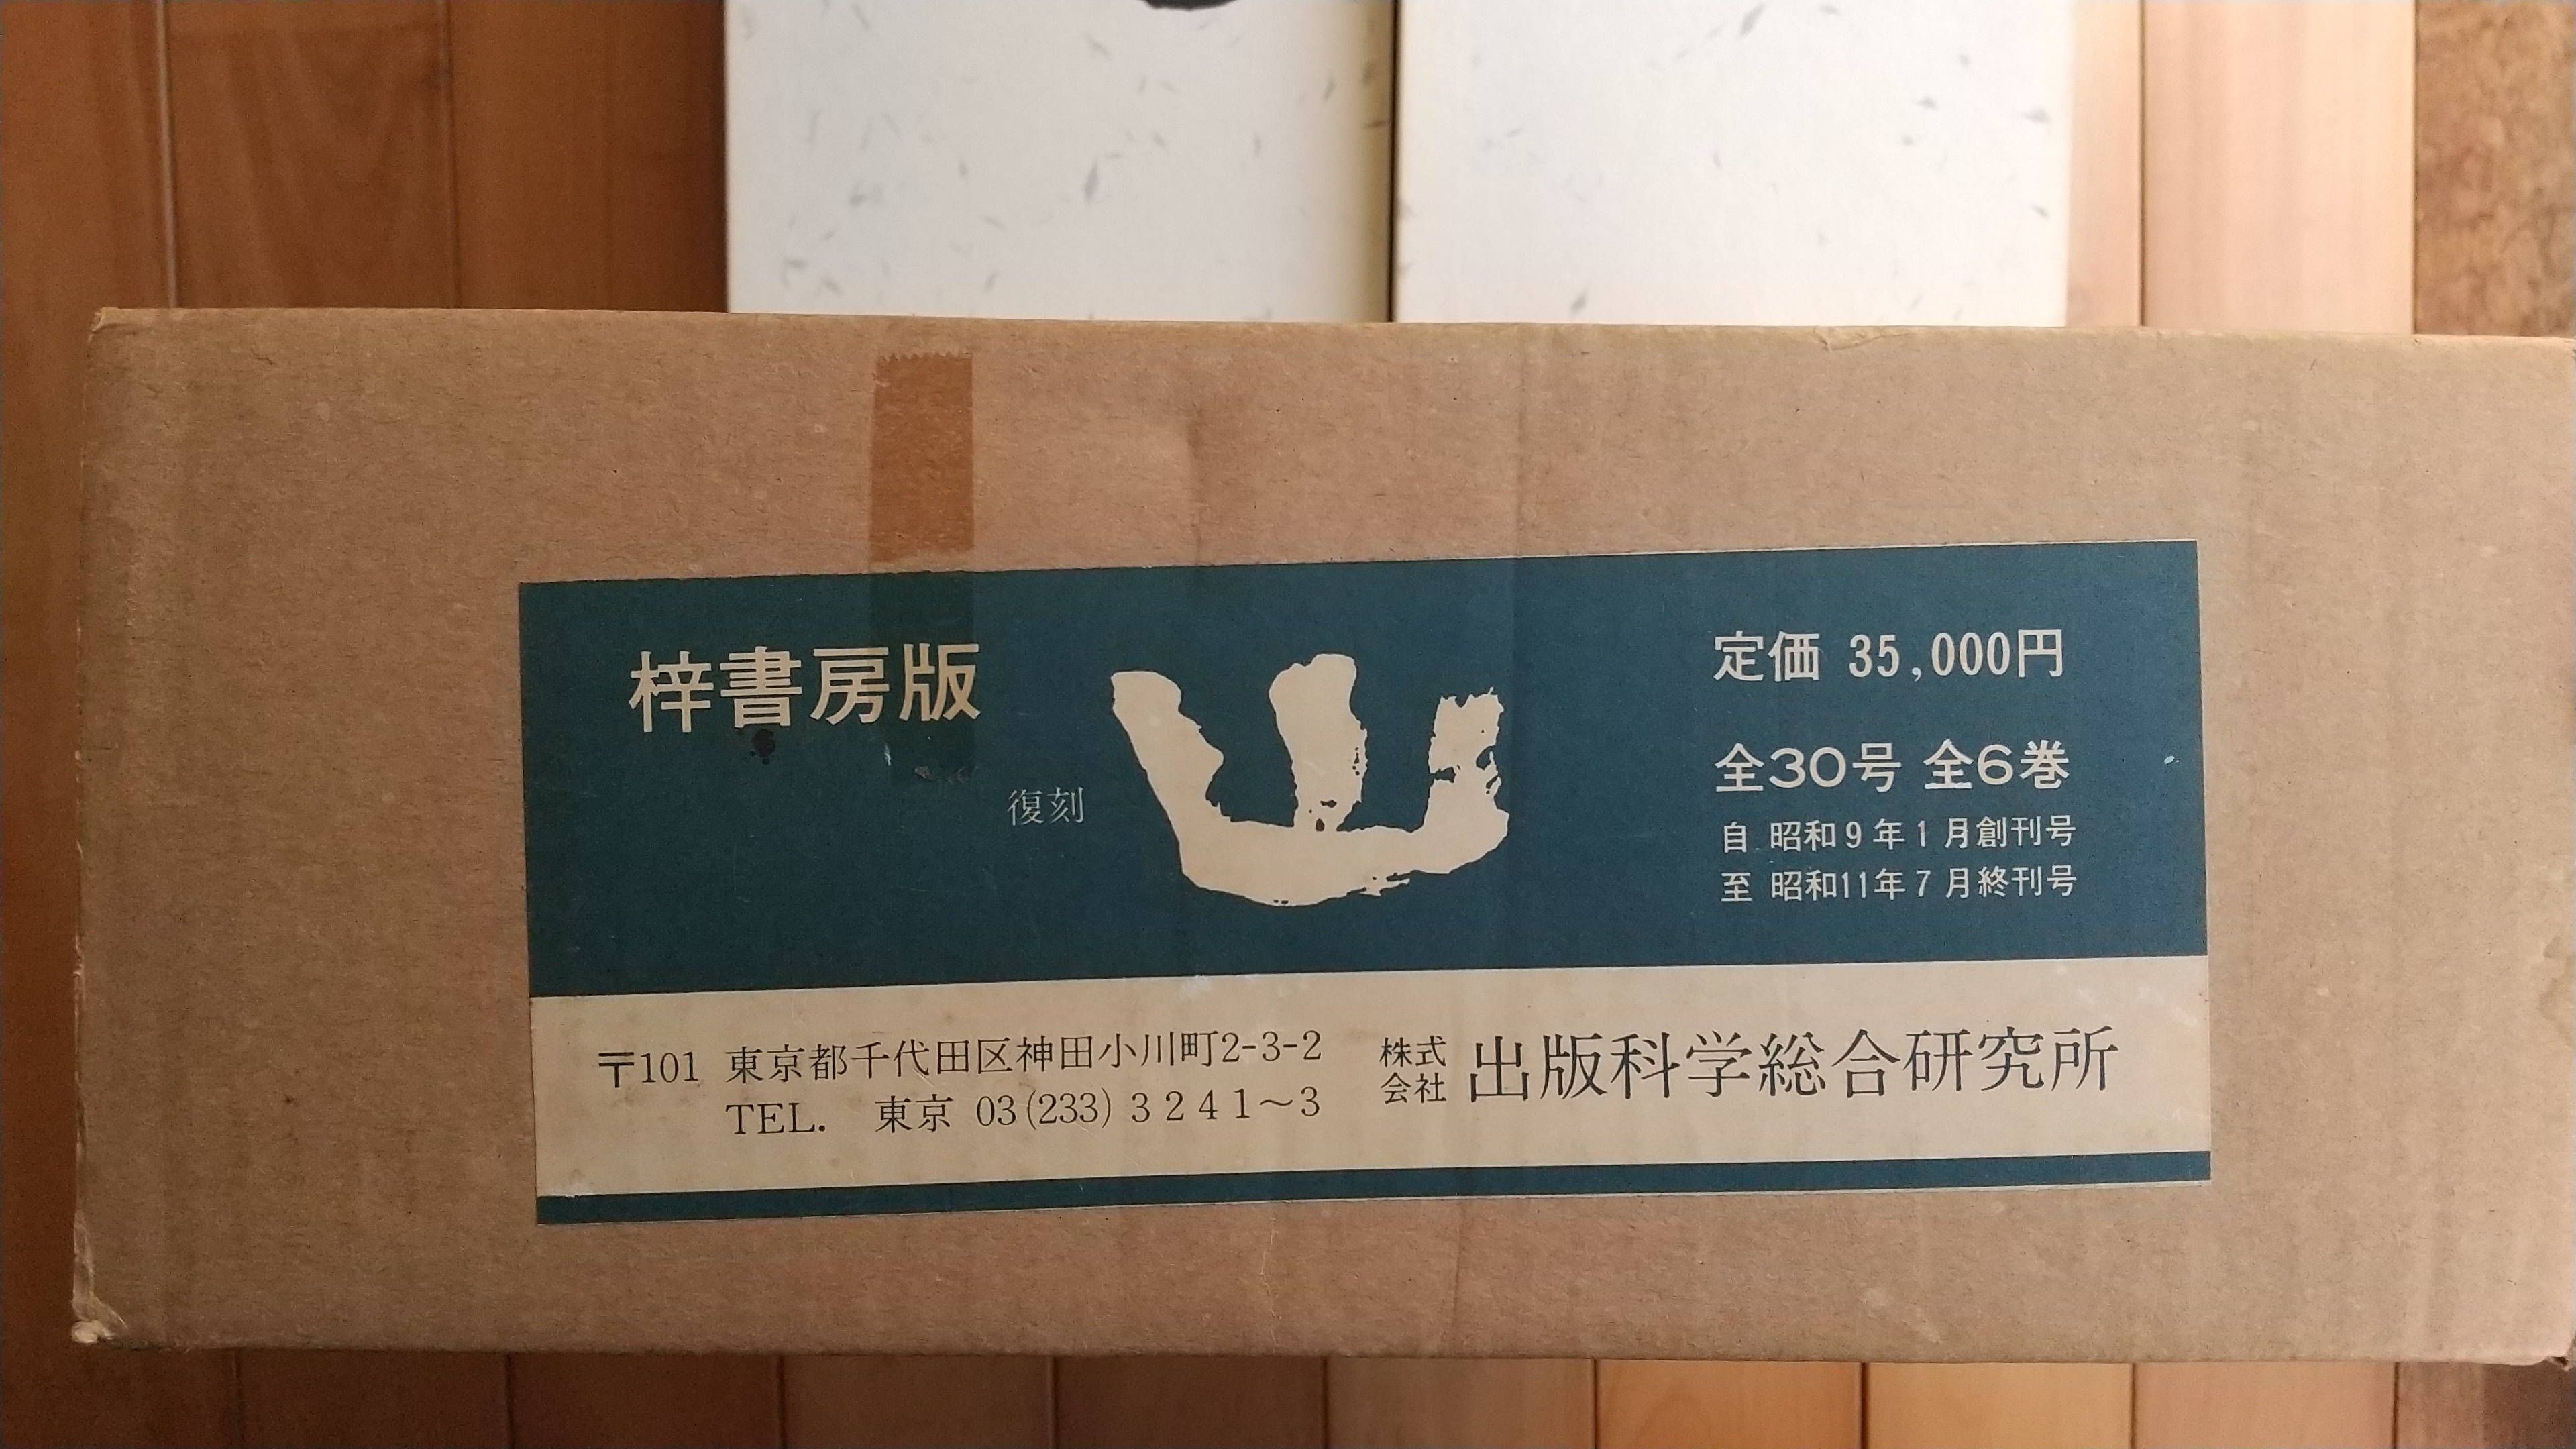 梓書房版
復刻
山
定価 35,000円
全30号 全6巻
自 昭和9年1月創刊号
至 昭和11年7月終刊号
〒101 東京都千代田区神田小川町2-3-2
TEL. 東京 03(233)3241〜3
株式会社 出版科学総合研究所